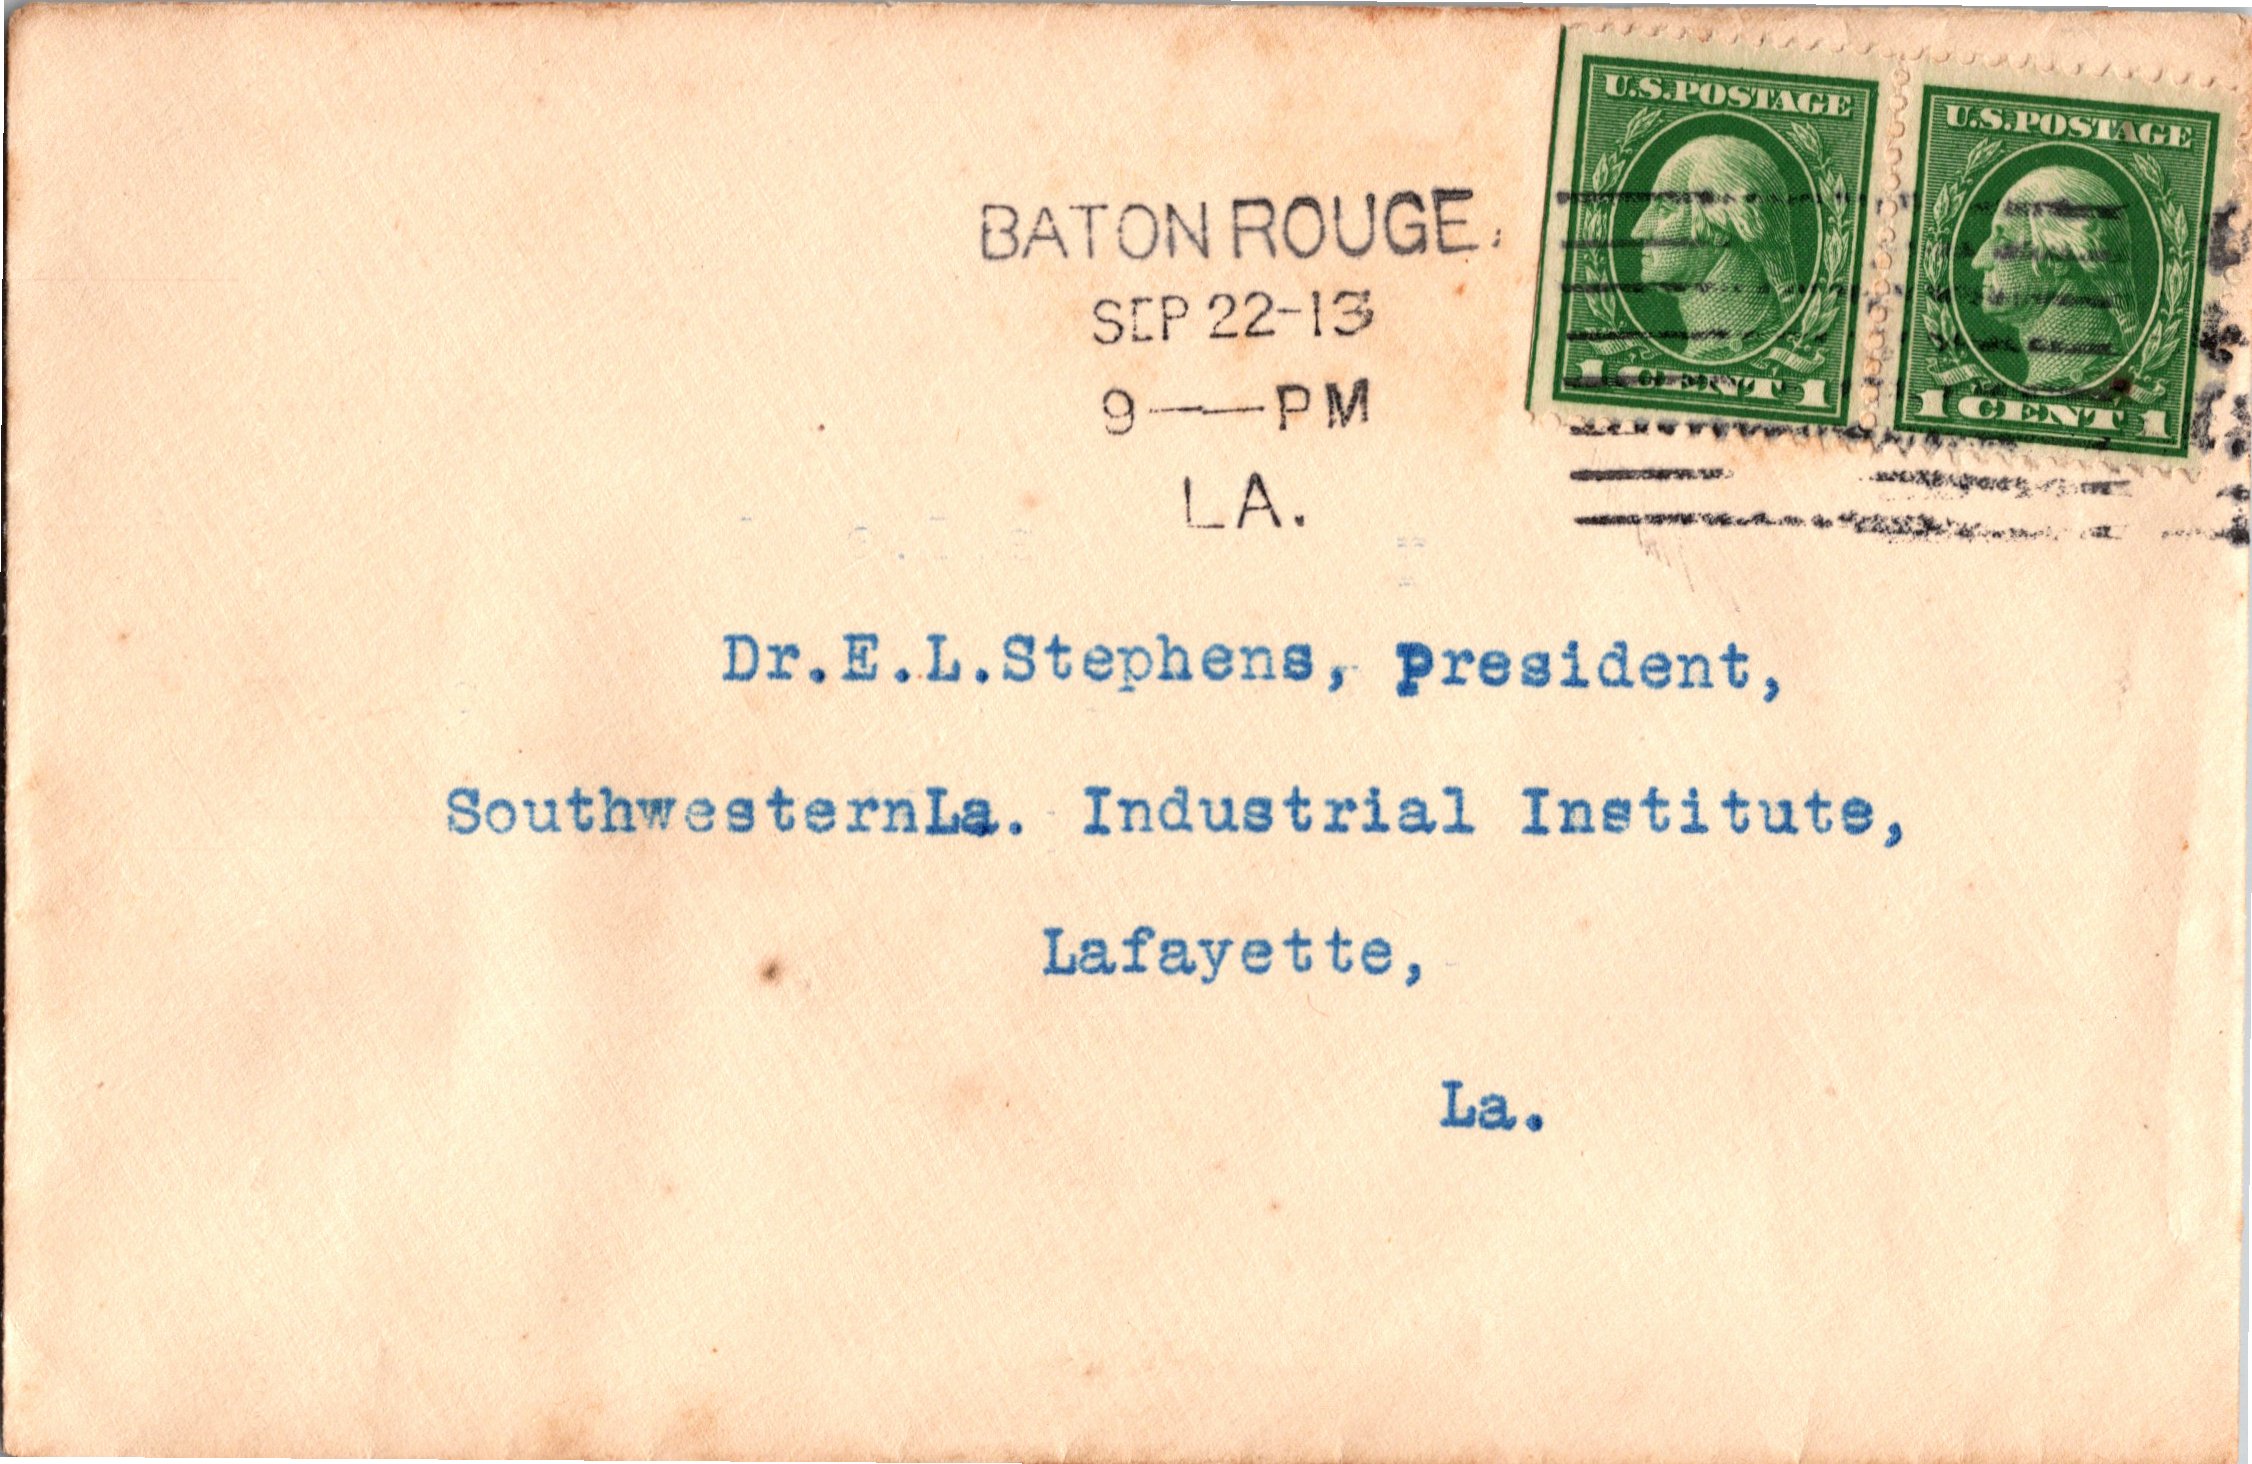 U.S.POSTAGE
1 CENT 1
U.S.POSTAGE
1 CENT 1
BATON ROUGE,
SEP 22-13
9——PM
LA.
Dr.E.L.Stephens, president,
SouthwesternLa. Industrial Institute,
Lafayette,
La.